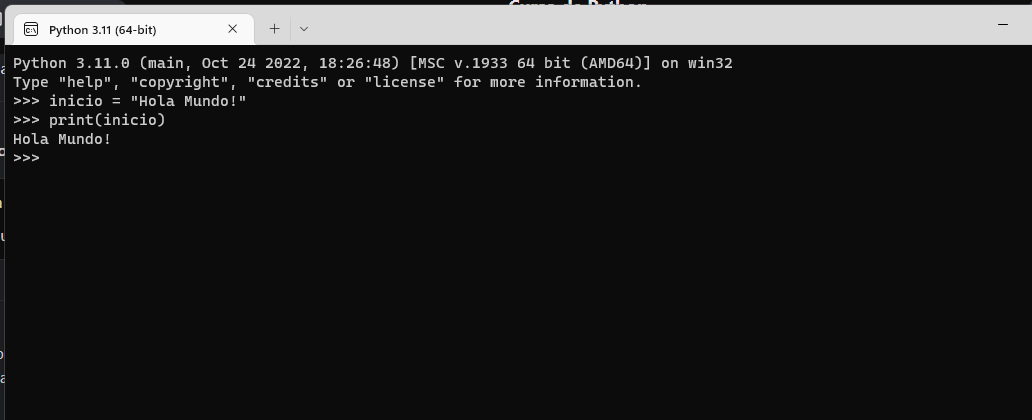 Python 3.11 (64-bit)
Python 3.11.0 (main, Oct 24 2022, 18:26:48) [MSC v.1933 64 bit (AMD64)] on win32
Type "help", "copyright", "credits" or "license" for more information.
>>> inicio = "Hola Mundo!"
>>> print(inicio)
Hola Mundo!
>>>